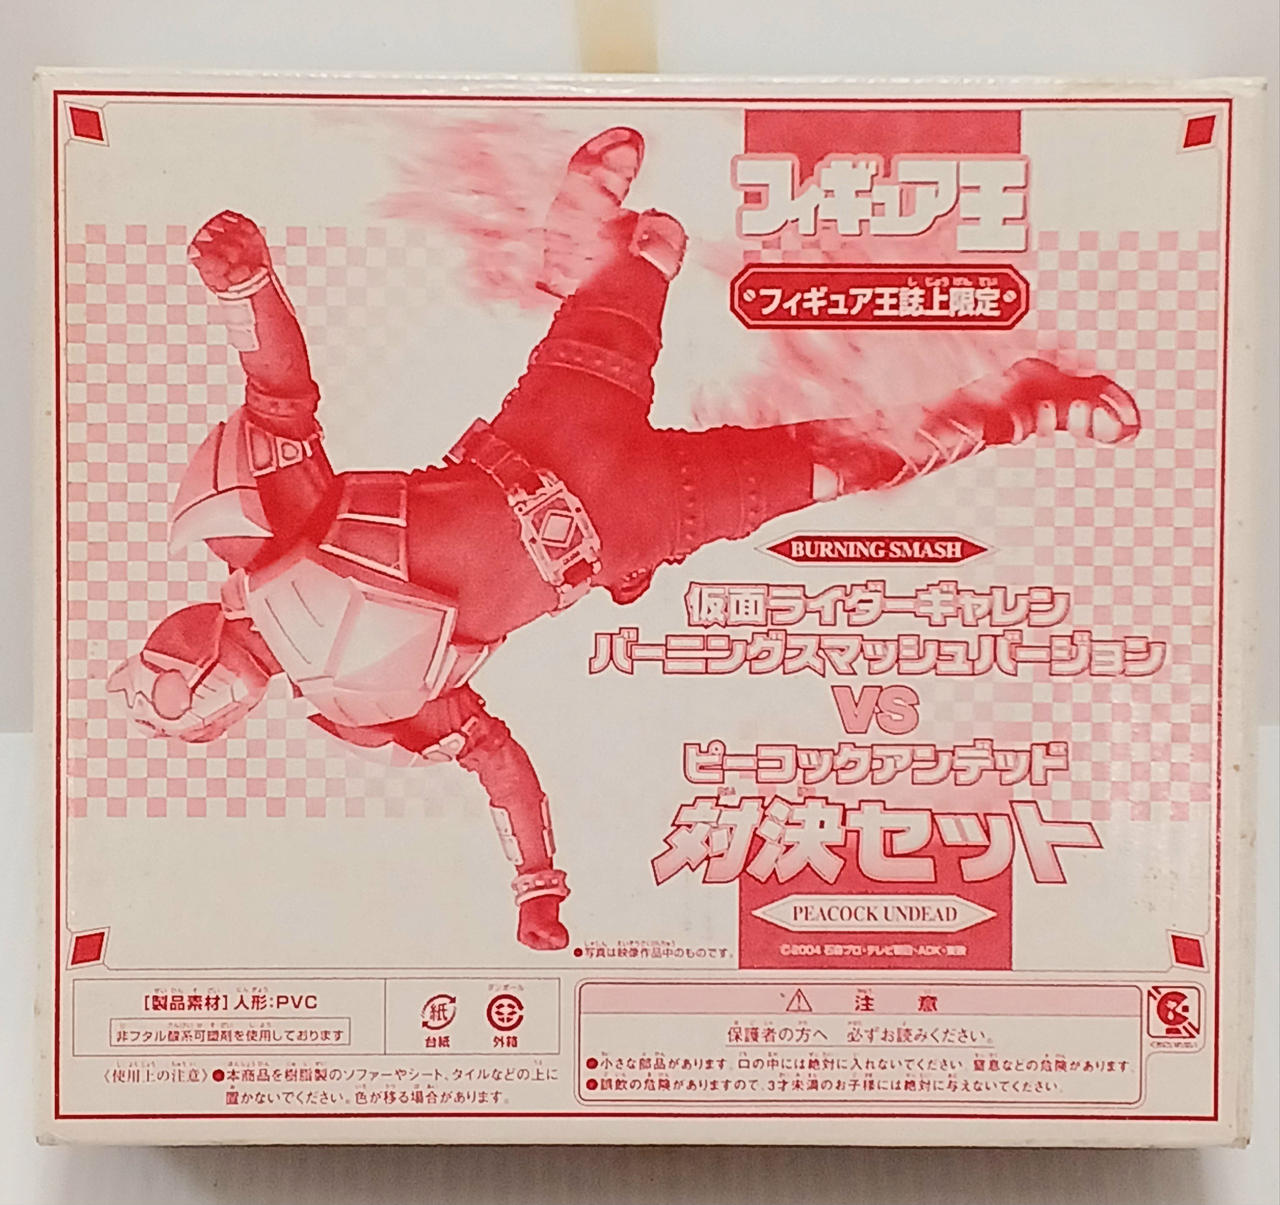 フィギュア王
フィギュア王誌上限定
BURNING SMASH
仮面ライダーギャレン
バーニングスマッシュバージョン
VS
ピーコックアンデッド
対決セット
PEACOCK UNDEAD
●写真は映像作品中のものです。
©2004 石森プロ・テレビ朝日・ADK・東映
[製品素材]人形:PVC
非フタル酸系可塑剤を使用しております
紙
台紙
ダンボール
外箱
《使用上の注意》●本商品を樹脂製のソファーやシート、タイルなどの上に
置かないでください。色が移る場合があります。
⚠ 注意
保護者の方へ 必ずお読みください。
●小さな部品があります。口の中には絶対に入れないでください。窒息などの危険があります。
●誤飲の危険がありますので、3才未満のお子様には絶対に与えないでください。